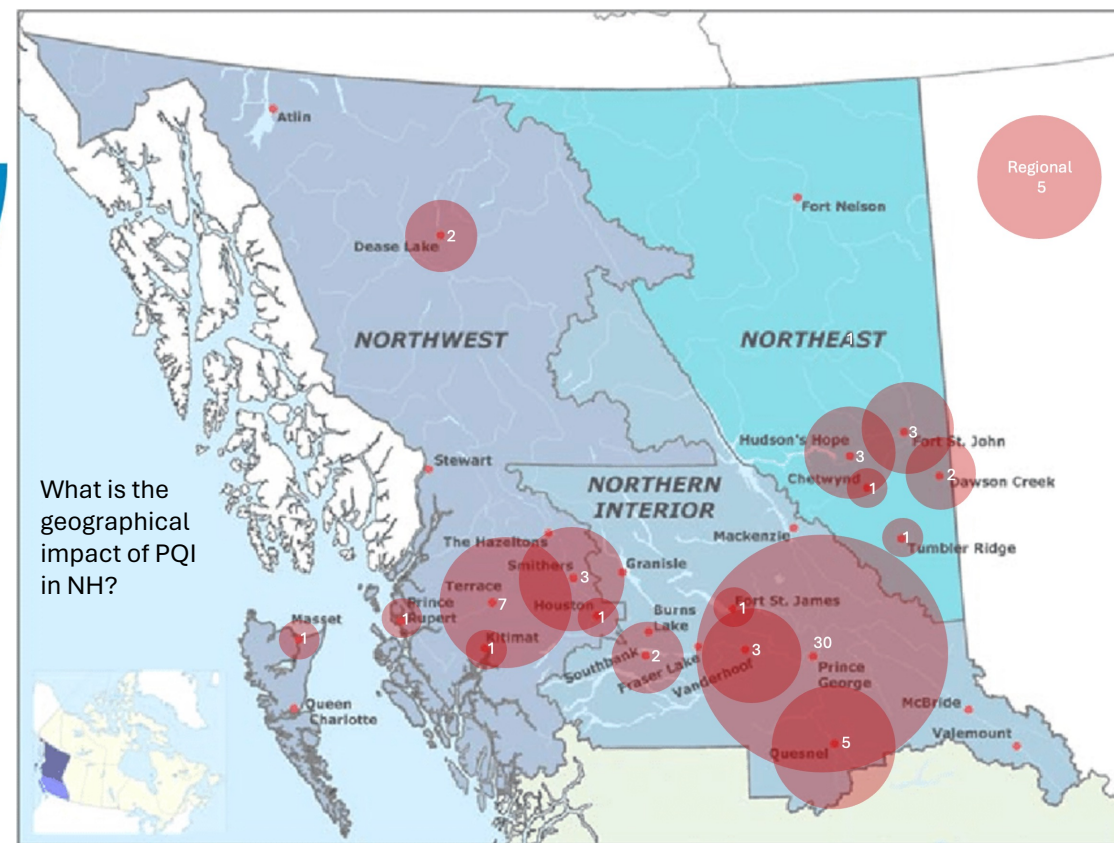 Atlin
Regional
5
Fort Nelson
Dease Lake
2
NORTHWEST
NORTHEAST
1
Hudson's Hope
3
3
Fort St. John
Stewart
Chetwynd
1
2
Dawson Creek
What is the
geographical
impact of PQI
in NH?
NORTHERN
INTERIOR
Mackenzie
1
Tumbler Ridge
The Hazeltons
Smithers
3
Granisle
Terrace
7
Houston
1
Prince
Rupert
1
Masset
1
Kitimat
1
Burns
Lake
Southbank
2
Fraser Lake
Fort St. James
1
Vanderhoof
3
30
Prince
George
McBride
Valemount
Queen
Charlotte
Quesnel
5